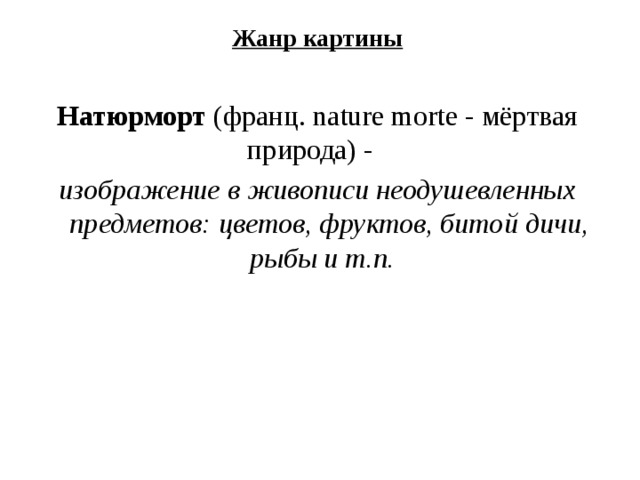 Жанр картины
Натюрморт (франц. nature morte - мёртвая
природа) -
изображение в живописи неодушевленных
предметов: цветов, фруктов, битой дичи,
рыбы и т.п.